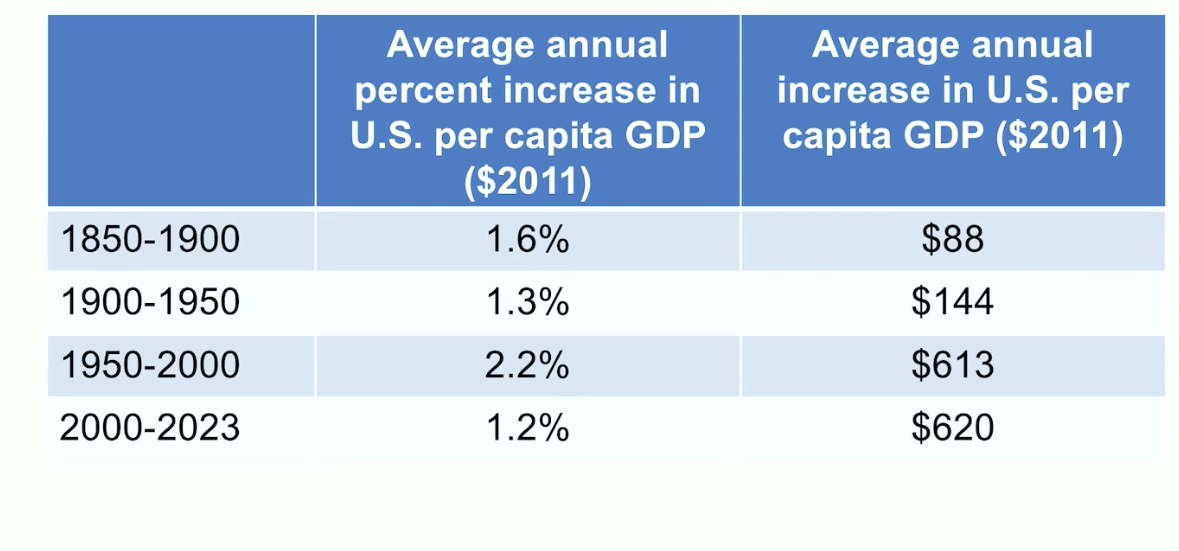 Average annual
percent increase in
U.S. per capita GDP
($2011)
Average annual
increase in U.S. per
capita GDP ($2011)
1850-1900 1.6% $88
1900-1950 1.3% $144
1950-2000 2.2% $613
2000-2023 1.2% $620